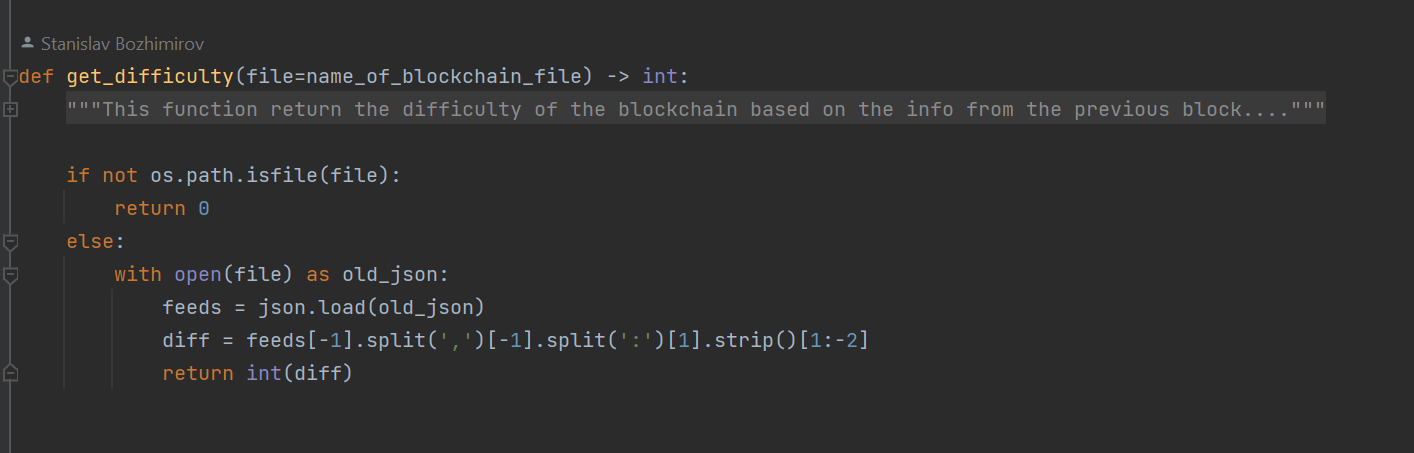 Stanislav Bozhimirov
def get_difficulty(file=name_of_blockchain_file) -> int:
    """This function return the difficulty of the blockchain based on the info from the previous block...."""
    if not os.path.isfile(file):
        return 0
    else:
        with open(file) as old_json:
            feeds = json.load(old_json)
            diff = feeds[-1].split(',')[-1].split(':')[1].strip()[1:-2]
            return int(diff)